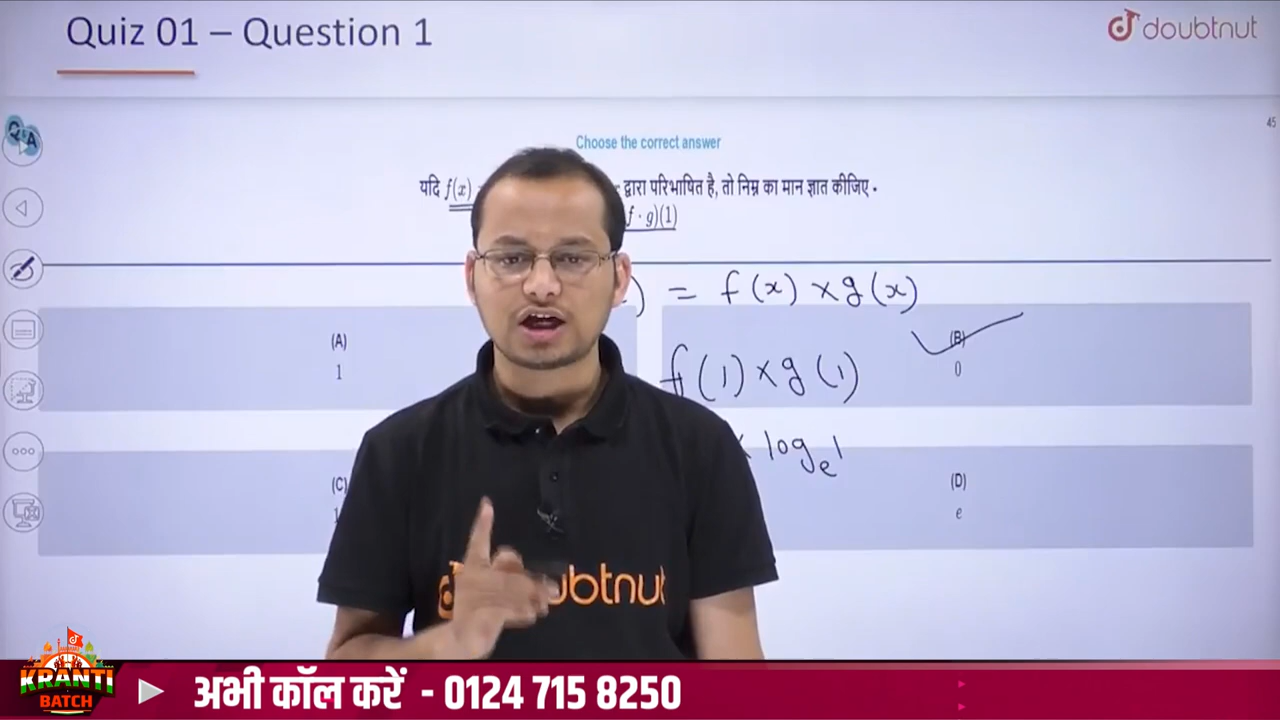 Quiz 01 – Question 1
doubtnut
45
Q&A
Choose the correct answer
यदि f(x) द्वारा परिभाषित है, तो निम्न का मान ज्ञात कीजिए .
f · g)(1)
) = f(x) × g(x)
(A)
1
f(1) × g(1)
(B)
0
× log_e 1
(C)
(D)
e
doubtnut
KRANTI
BATCH
अभी कॉल करें - 0124 715 8250